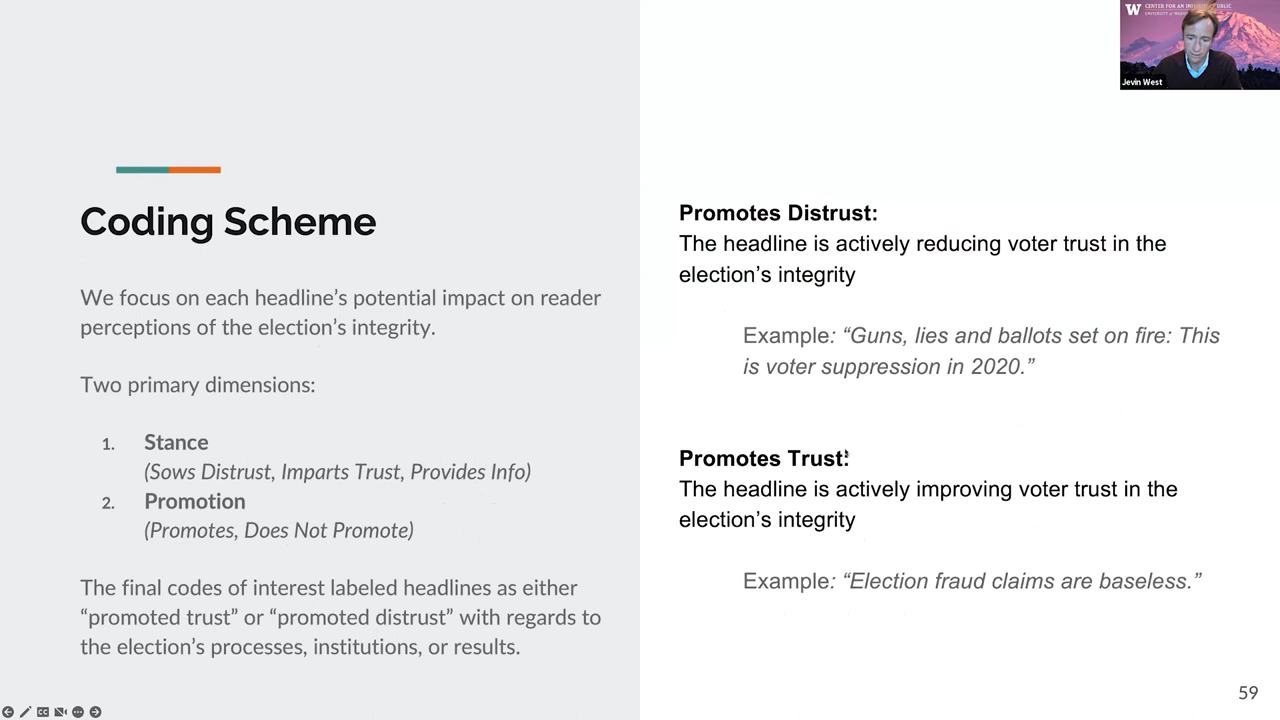 W CENTER FOR AN INFORMED PUBLIC
Jevin West
Coding Scheme
We focus on each headline’s potential impact on reader
perceptions of the election’s integrity.
Two primary dimensions:
1. Stance
(Sows Distrust, Imparts Trust, Provides Info)
2. Promotion
(Promotes, Does Not Promote)
The final codes of interest labeled headlines as either
“promoted trust” or “promoted distrust” with regards to
the election’s processes, institutions, or results.
Promotes Distrust:
The headline is actively reducing voter trust in the
election’s integrity
Example: “Guns, lies and ballots set on fire: This
is voter suppression in 2020.”
Promotes Trust:
The headline is actively improving voter trust in the
election’s integrity
Example: “Election fraud claims are baseless.”
59